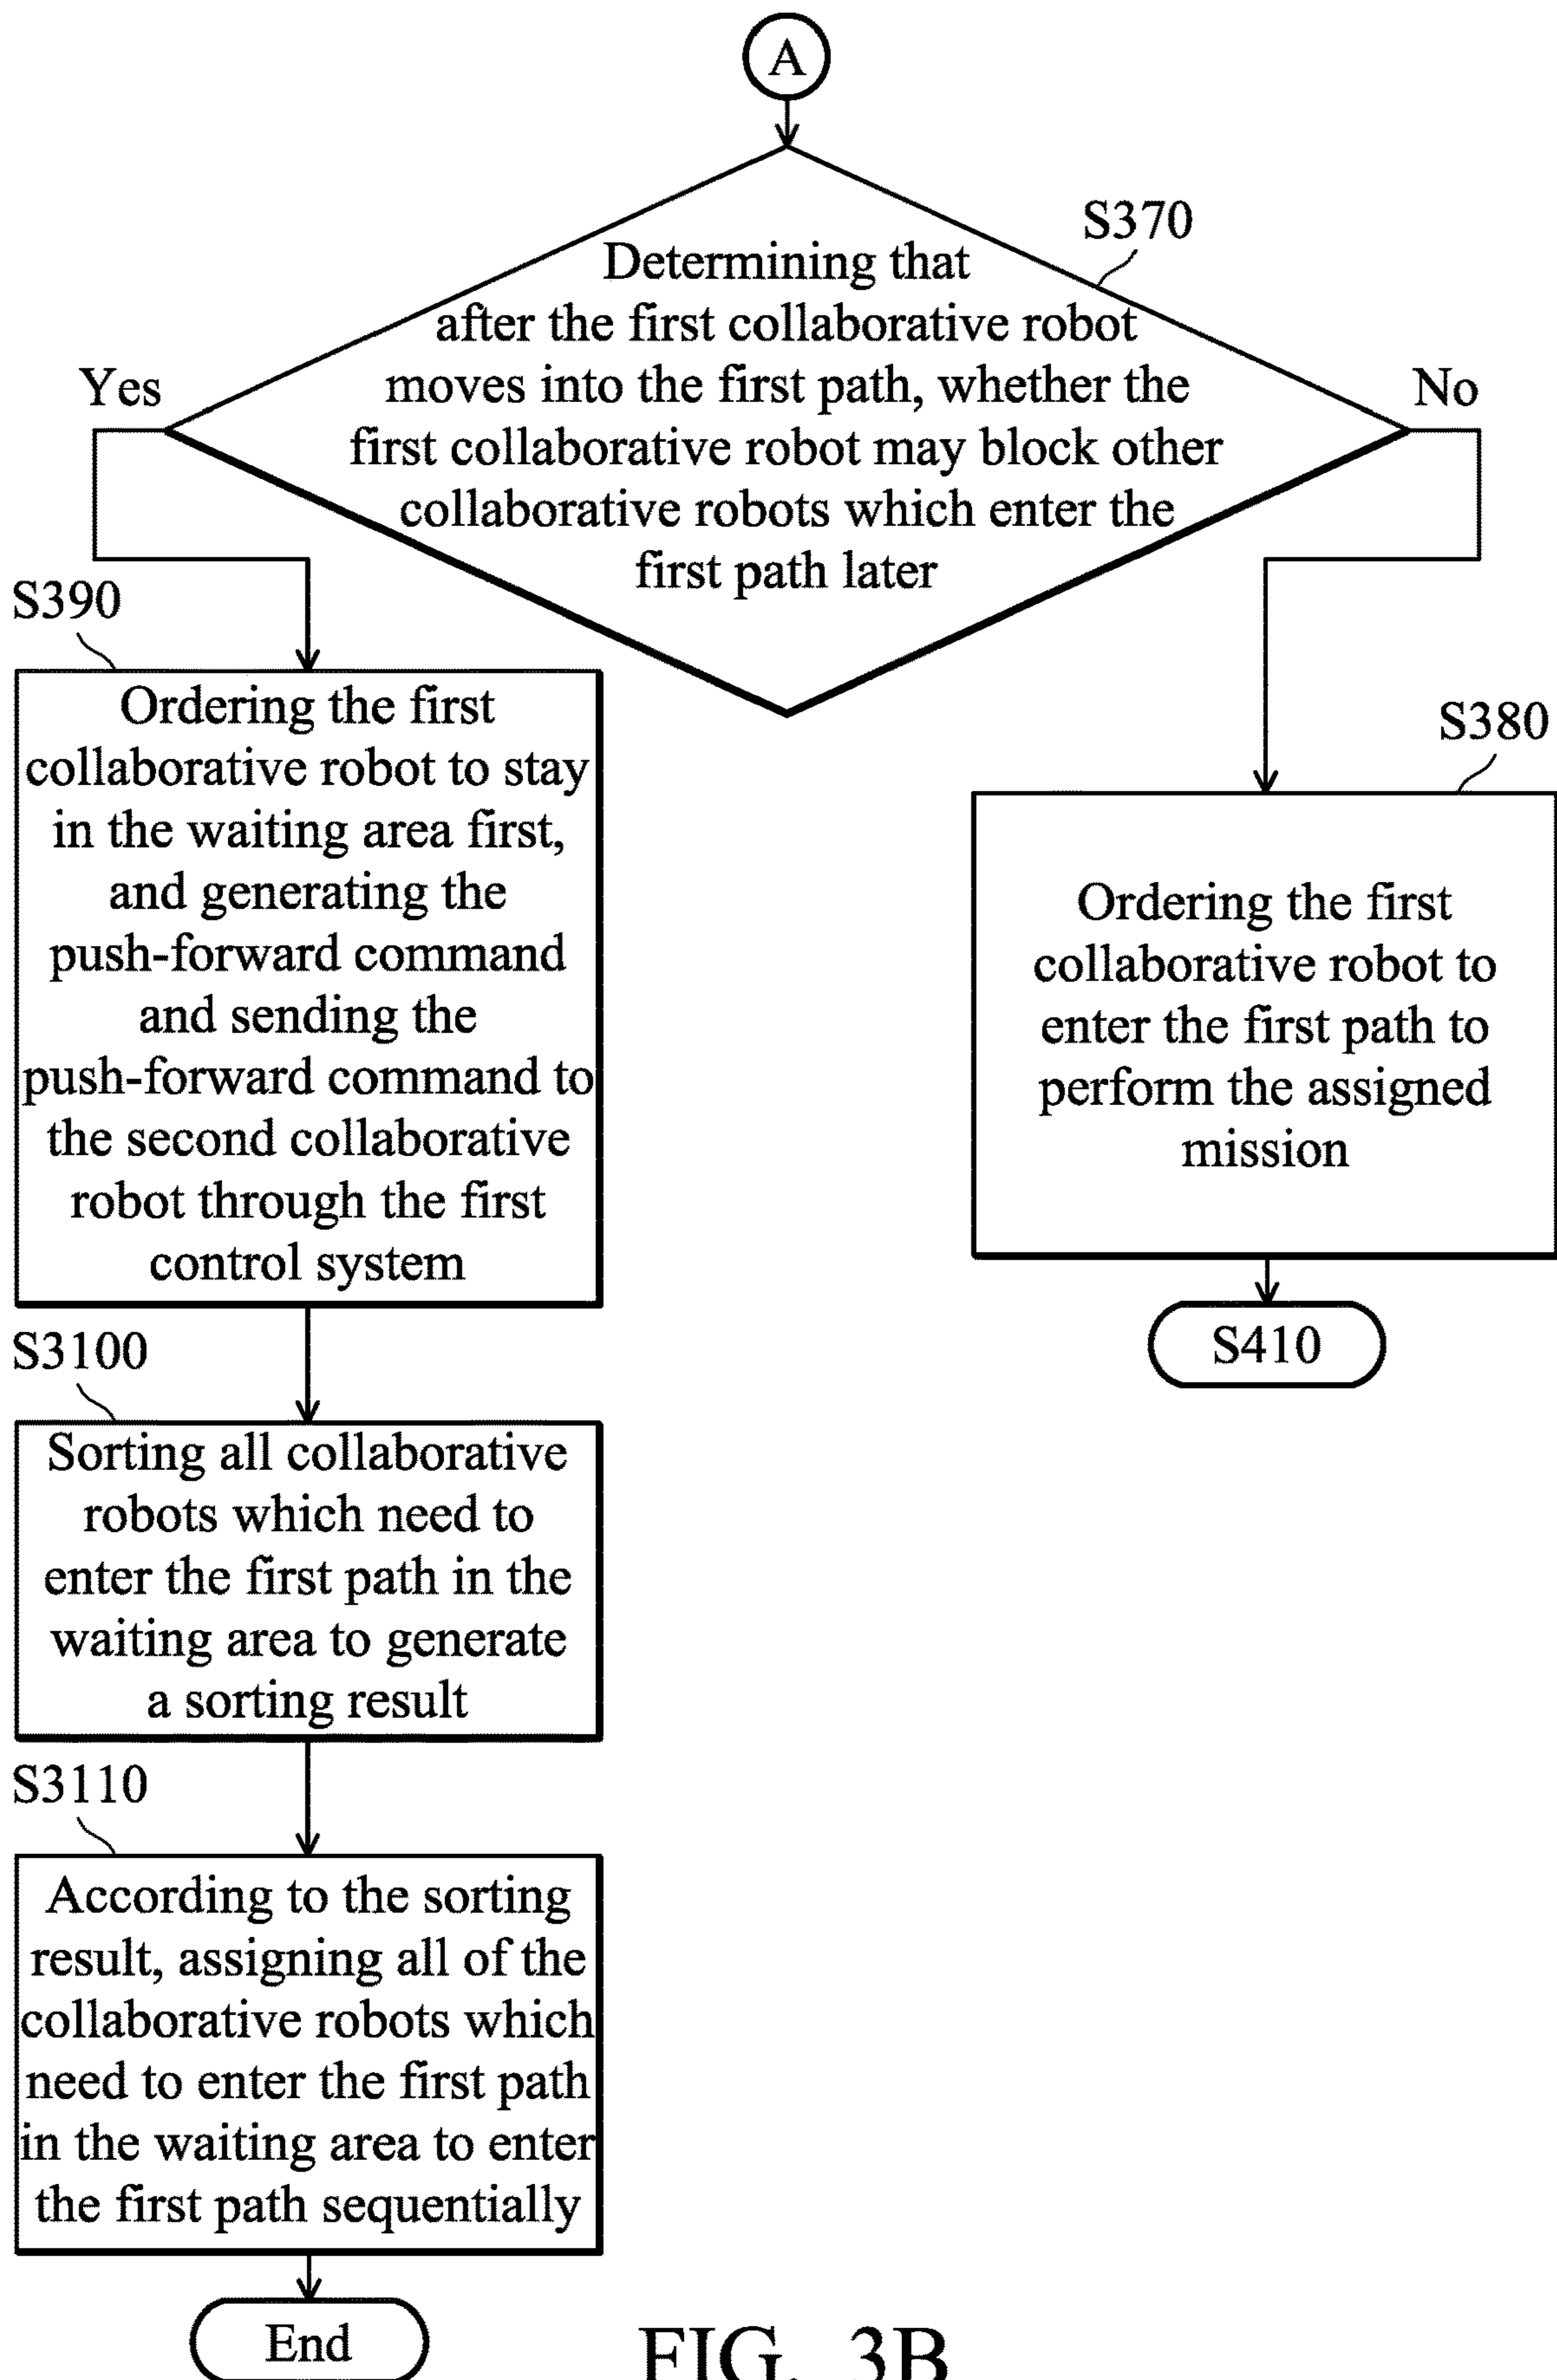 A
S370
Determining that
after the first collaborative robot
moves into the first path, whether the
first collaborative robot may block other
collaborative robots which enter the
first path later
Yes
No
S390
Ordering the first
collaborative robot to stay
in the waiting area first,
and generating the
push-forward command
and sending the
push-forward command to
the second collaborative
robot through the first
control system
S380
Ordering the first
collaborative robot to
enter the first path to
perform the assigned
mission
S410
S3100
Sorting all collaborative
robots which need to
enter the first path in the
waiting area to generate
a sorting result
S3110
According to the sorting
result, assigning all of the
collaborative robots which
need to enter the first path
in the waiting area to enter
the first path sequentially
End
FIG. 3B